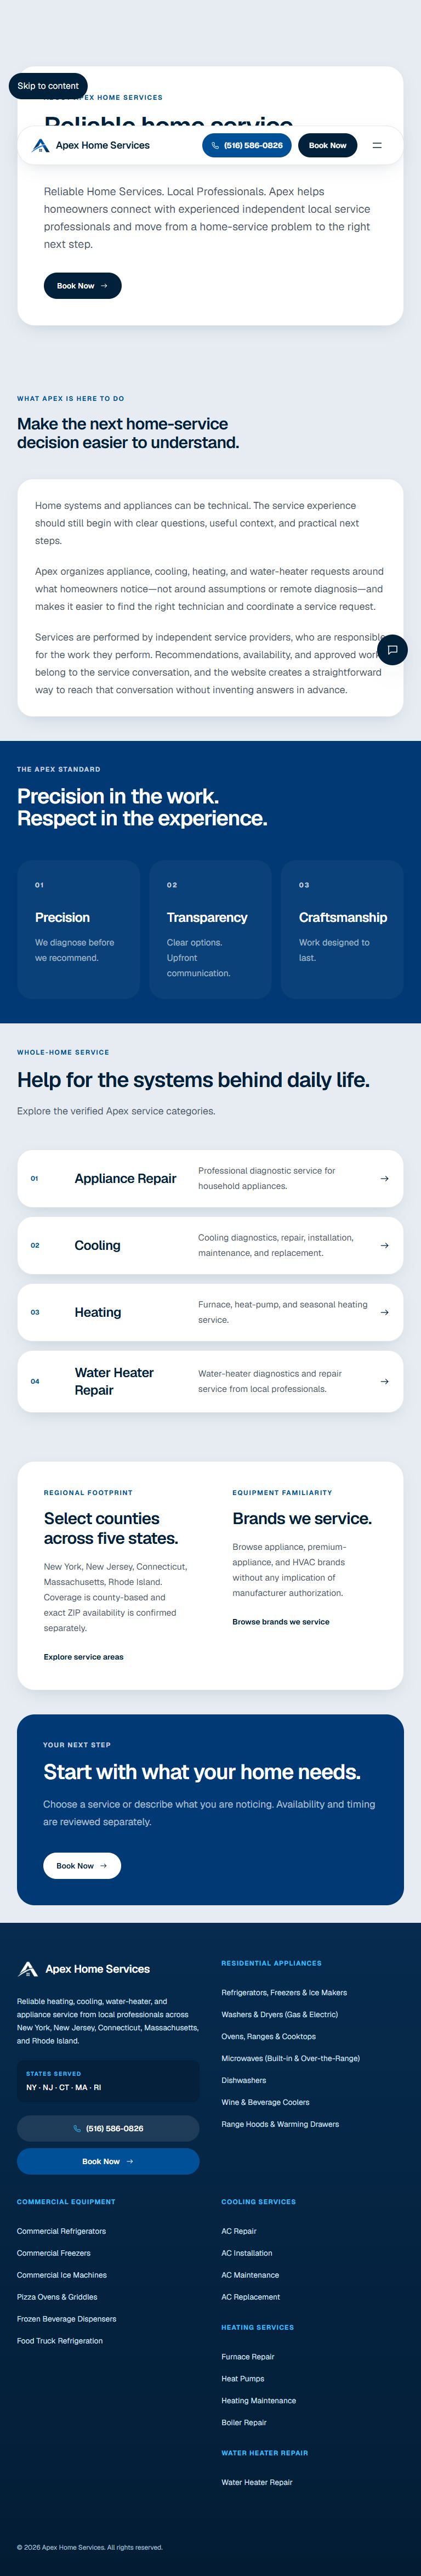 Skip to content
APEX HOME SERVICES
Reliable home service
Apex Home Services
(516) 586-0826
Book Now
Reliable Home Services. Local Professionals. Apex helps
homeowners connect with experienced independent local service
professionals and move from a home-service problem to the right
next step.
Book Now
WHAT APEX IS HERE TO DO
Make the next home-service
decision easier to understand.
Home systems and appliances can be technical. The service experience
should still begin with clear questions, useful context, and practical next
steps.
Apex organizes appliance, cooling, heating, and water-heater requests around
what homeowners notice—not around assumptions or remote diagnosis—and
makes it easier to find the right technician and coordinate a service request.
Services are performed by independent service providers, who are responsible
for the work they perform. Recommendations, availability, and approved work
belong to the service conversation, and the website creates a straightforward
way to reach that conversation without inventing answers in advance.
THE APEX STANDARD
Precision in the work.
Respect in the experience.
01
Precision
We diagnose before
we recommend.
02
Transparency
Clear options.
Upfront
communication.
03
Craftsmanship
Work designed to
last.
WHOLE-HOME SERVICE
Help for the systems behind daily life.
Explore the verified Apex service categories.
01
Appliance Repair
Professional diagnostic service for
household appliances.
02
Cooling
Cooling diagnostics, repair, installation,
maintenance, and replacement.
03
Heating
Furnace, heat-pump, and seasonal heating
service.
04
Water Heater
Repair
Water-heater diagnostics and repair
service from local professionals.
REGIONAL FOOTPRINT
Select counties
across five states.
New York, New Jersey, Connecticut,
Massachusetts, Rhode Island.
Coverage is county-based and
exact ZIP availability is confirmed
separately.
Explore service areas
EQUIPMENT FAMILIARITY
Brands we service.
Browse appliance, premium-
appliance, and HVAC brands
without any implication of
manufacturer authorization.
Browse brands we service
YOUR NEXT STEP
Start with what your home needs.
Choose a service or describe what you are noticing. Availability and timing
are reviewed separately.
Book Now
Apex Home Services
Reliable heating, cooling, water-heater, and
appliance service from local professionals across
New York, New Jersey, Connecticut, Massachusetts,
and Rhode Island.
STATES SERVED
NY · NJ · CT · MA · RI
(516) 586-0826
Book Now
RESIDENTIAL APPLIANCES
Refrigerators, Freezers & Ice Makers
Washers & Dryers (Gas & Electric)
Ovens, Ranges & Cooktops
Microwaves (Built-in & Over-the-Range)
Dishwashers
Wine & Beverage Coolers
Range Hoods & Warming Drawers
COMMERCIAL EQUIPMENT
Commercial Refrigerators
Commercial Freezers
Commercial Ice Machines
Pizza Ovens & Griddles
Frozen Beverage Dispensers
Food Truck Refrigeration
COOLING SERVICES
AC Repair
AC Installation
AC Maintenance
AC Replacement
HEATING SERVICES
Furnace Repair
Heat Pumps
Heating Maintenance
Boiler Repair
WATER HEATER REPAIR
Water Heater Repair
© 2026 Apex Home Services. All rights reserved.